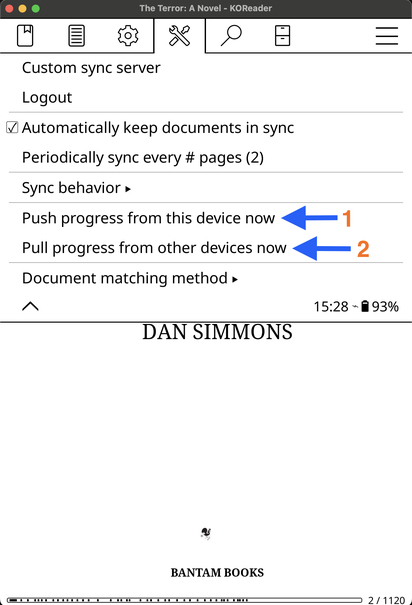 The Terror: A Novel - KOReader
Custom sync server
Logout
Automatically keep documents in sync
Periodically sync every # pages (2)
Sync behavior ▸
Push progress from this device now 1
Pull progress from other devices now 2
Document matching method ▸
15:28 ~ 93%
DAN SIMMONS
BANTAM BOOKS
2 / 1120